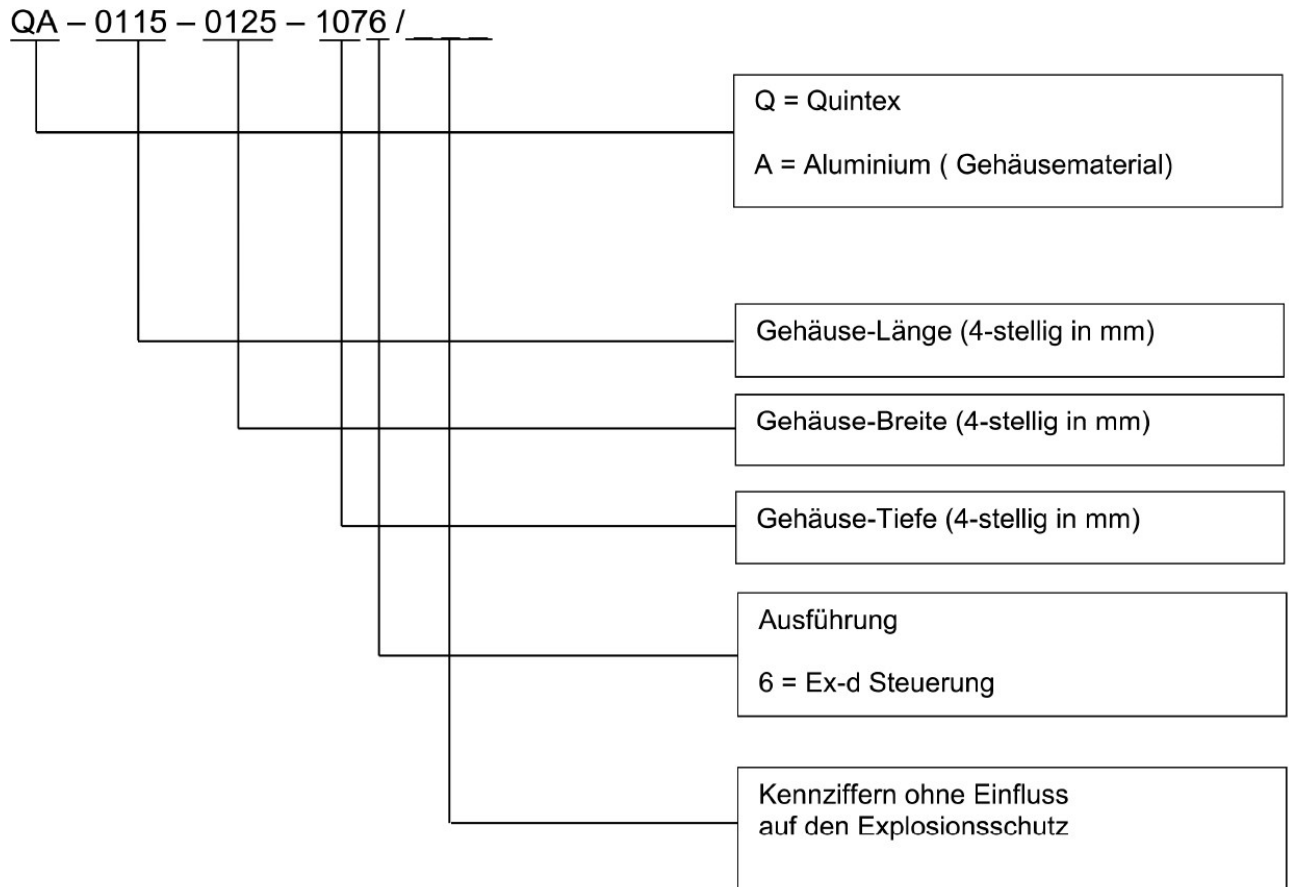 QA – 0115 – 0125 – 1076 / _ _ _
Q = Quintex
A = Aluminium ( Gehäusematerial)
Gehäuse-Länge (4-stellig in mm)
Gehäuse-Breite (4-stellig in mm)
Gehäuse-Tiefe (4-stellig in mm)
Ausführung
6 = Ex-d Steuerung
Kennziffern ohne Einfluss
auf den Explosionsschutz